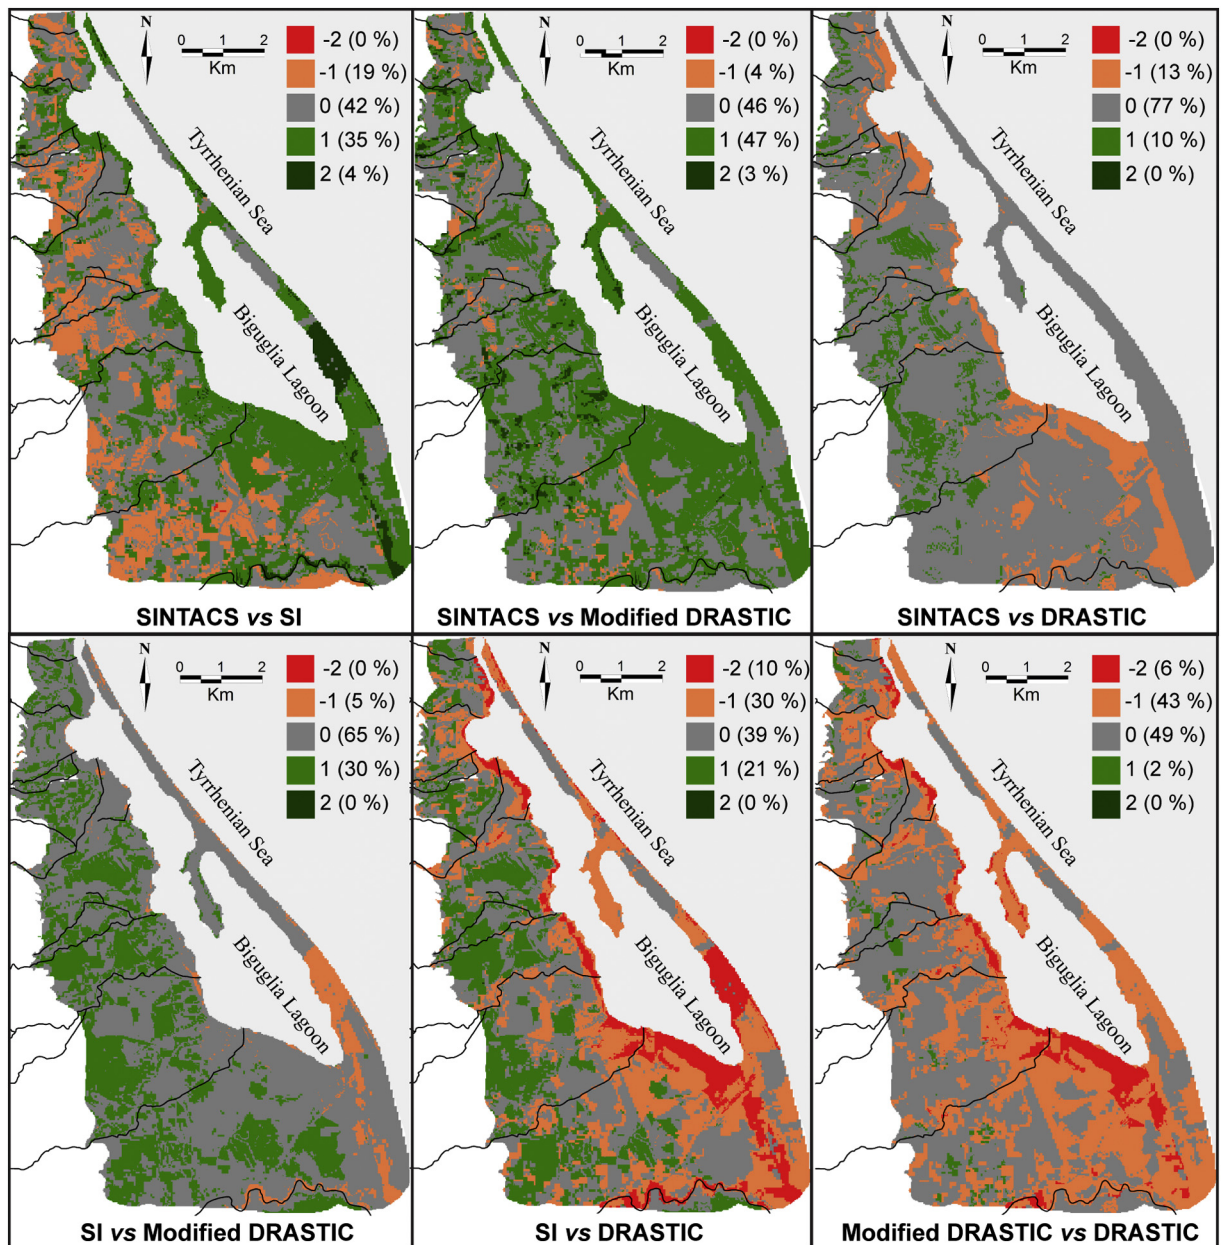 N
0 2
Km
-2 (0 %)
-1 (19 %)
0 (42 %)
1 (35 %)
2 (4 %)
Tyrrhenian Sea
Biguglia Lagoon
SINTACS vs SI
N
0 2
Km
-2 (0 %)
-1 (4 %)
0 (46 %)
1 (47 %)
2 (3 %)
Tyrrhenian Sea
Biguglia Lagoon
SINTACS vs Modified DRASTIC
N
0 2
Km
-2 (0 %)
-1 (13 %)
0 (77 %)
1 (10 %)
2 (0 %)
Tyrrhenian Sea
Biguglia Lagoon
SINTACS vs DRASTIC
N
0 1 2
Km
-2 (0 %)
-1 (5 %)
0 (65 %)
1 (30 %)
2 (0 %)
Tyrrhenian Sea
Biguglia Lagoon
SI vs Modified DRASTIC
N
0 1 2
Km
-2 (10 %)
-1 (30 %)
0 (39 %)
1 (21 %)
2 (0 %)
Tyrrhenian Sea
Biguglia Lagoon
SI vs DRASTIC
N
0 1 2
Km
-2 (6 %)
-1 (43 %)
0 (49 %)
1 (2 %)
2 (0 %)
Tyrrhenian Sea
Biguglia Lagoon
Modified DRASTIC vs DRASTIC